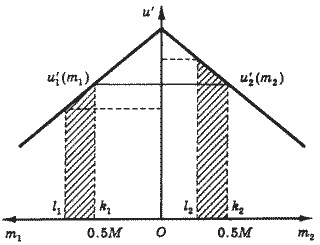 u′
u′₁(m₁) u′₂(m₂)
l₁ k₁ l₂ k₂
m₁ 0.5M O 0.5M m₂